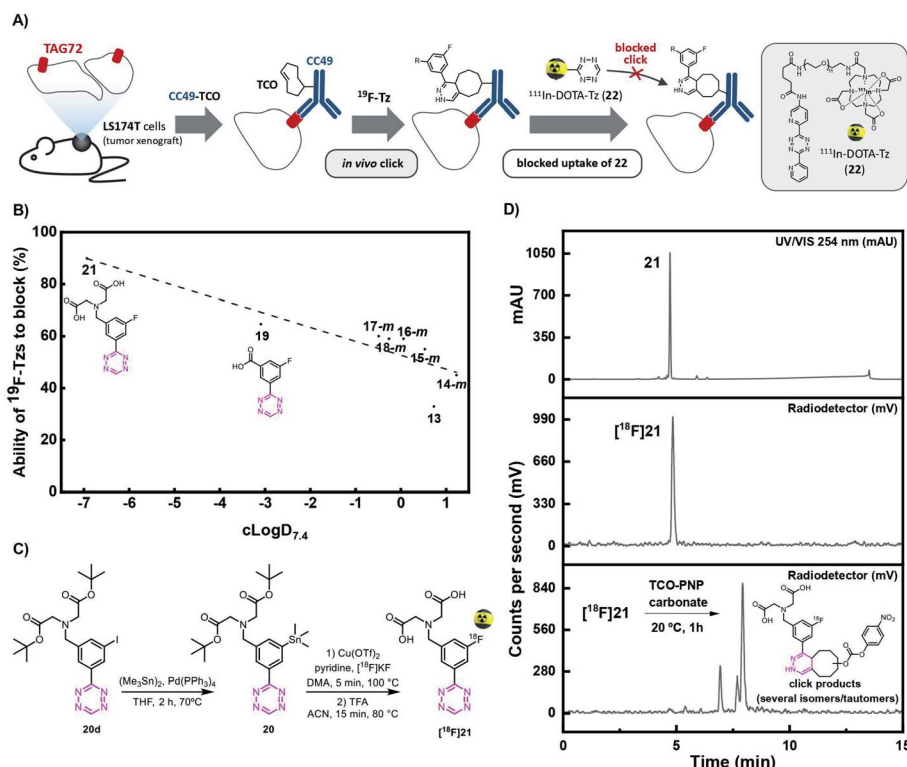 A)
TAG72
LS174T cells
(tumor xenograft)
CC49-TCO
TCO
CC49
¹⁹F-Tz
in vivo click
R
F
HN
N
¹¹¹In-DOTA-Tz (22)
blocked uptake of 22
blocked
click
R
F
HN
N
¹¹¹In-DOTA-Tz
(22)
B)
Ability of ¹⁹F-Tzs to block (%)
100
80
60
40
20
0
-7
-6
-5
-4
-3
-2
-1
0
1
cLogD7.4
21
19
17-m
16-m
18-m
15-m
14-m
13
C)
20d
(Me₃Sn)₂, Pd(PPh₃)₄
THF, 2 h, 70ºC
20
1) Cu(OTf)₂
pyridine, [¹⁸F]KF
DMA, 5 min, 100 °C
2) TFA
ACN, 15 min, 80 °C
[¹⁸F]21
D)
UV/VIS 254 nm (mAU)
21
mAU
1050
700
350
0
Radiodetector (mV)
[¹⁸F]21
990
660
330
0
Counts per second (mV)
Radiodetector (mV)
[¹⁸F]21
TCO-PNP
carbonate
20 ºC, 1h
click products
(several isomers/tautomers)
840
560
280
0
0
5
10
15
Time (min)